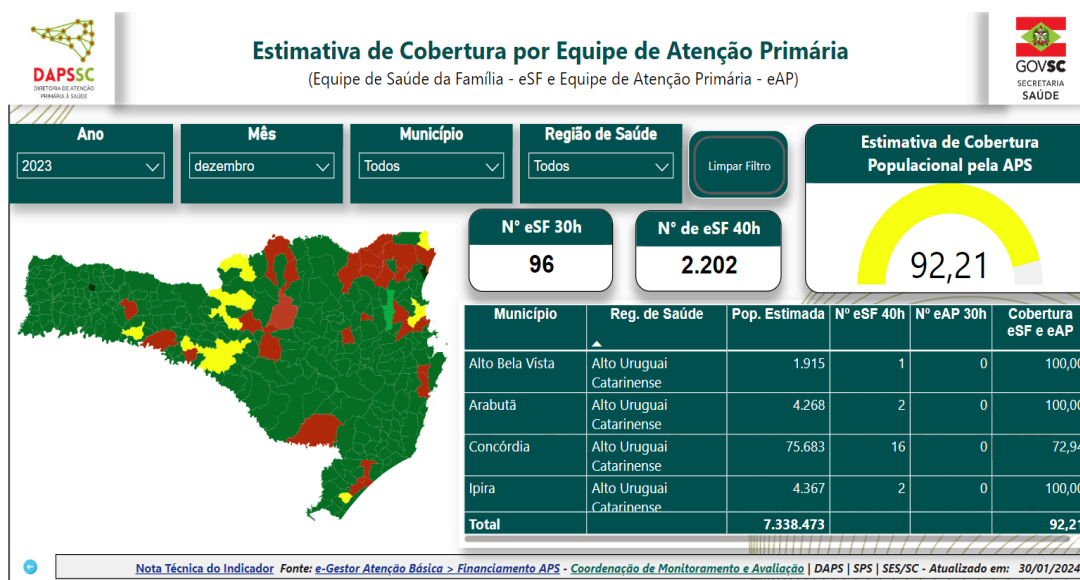 DAPSSC
DIRETORIA DE ATENÇÃO
PRIMÁRIA À SAÚDE
Estimativa de Cobertura por Equipe de Atenção Primária
(Equipe de Saúde da Família - eSF e Equipe de Atenção Primária - eAP)
GOVSC
SECRETARIA
SAÚDE
Ano
2023
Mês
dezembro
Município
Todos
Região de Saúde
Todos
Limpar Filtro
Estimativa de Cobertura
Populacional pela APS
92,21
N° eSF 30h
96
N° de eSF 40h
2.202
Município Reg. de Saúde Pop. Estimada Nº eSF 40h Nº eAP 30h Cobertura
eSF e eAP
Alto Bela Vista Alto Uruguai 1.915 1 0 100,00
Catarinense
Arabutã Alto Uruguai 4.268 2 0 100,00
Catarinense
Concórdia Alto Uruguai 75.683 16 0 72,94
Catarinense
Ipira Alto Uruguai 4.367 2 0 100,00
Catarinense
Total 7.338.473 92,21
Nota Técnica do Indicador Fonte: e-Gestor Atenção Básica > Financiamento APS - Coordenação de Monitoramento e Avaliação | DAPS | SPS | SES/SC - Atualizado em: 30/01/2024